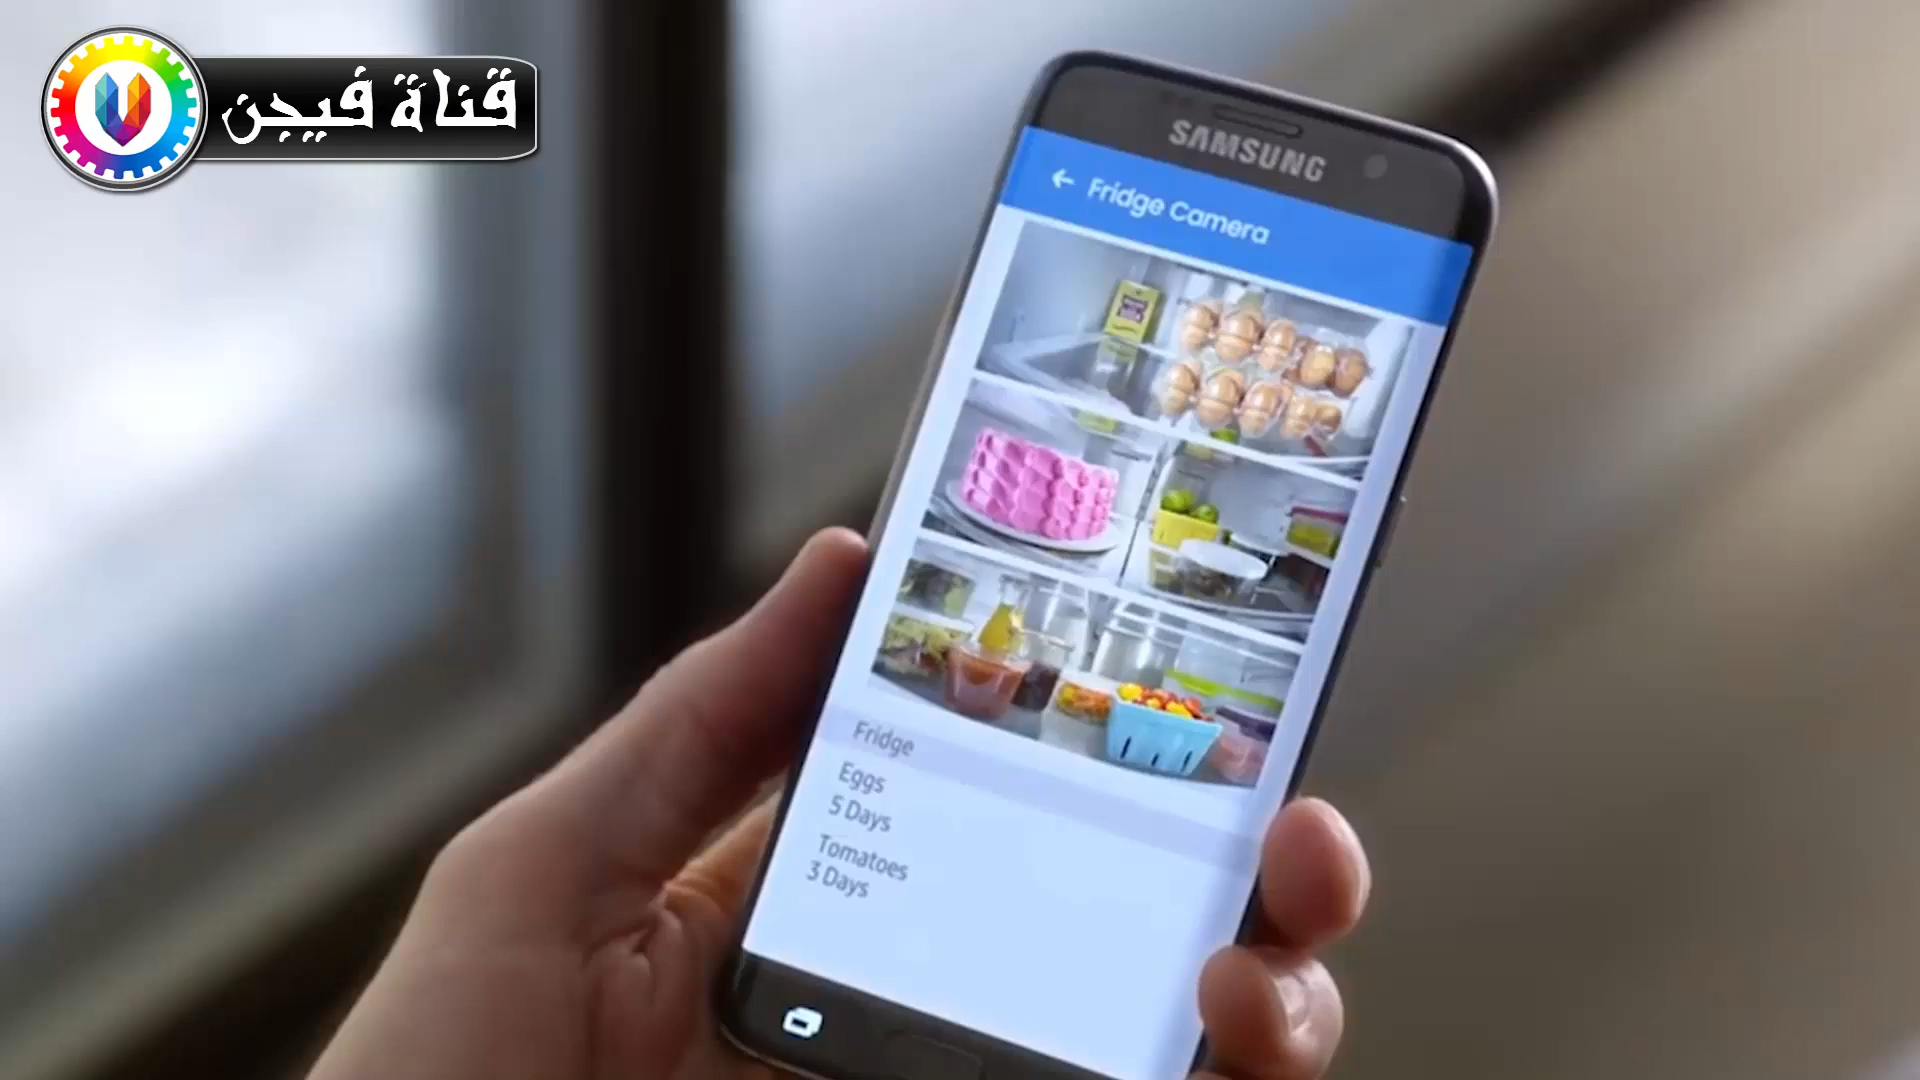 قناة فيجن
SAMSUNG
Fridge Camera
Fridge
Eggs
5 Days
Tomatoes
3 Days